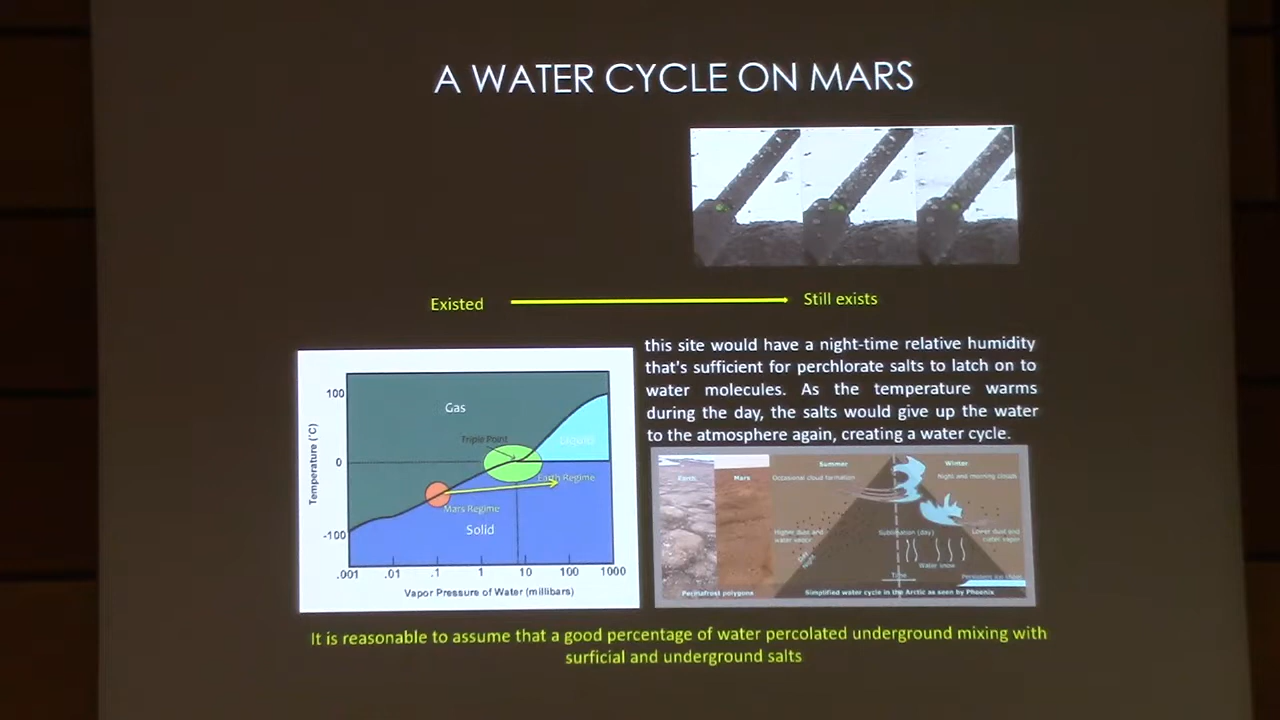 A WATER CYCLE ON MARS
Existed
Still exists
this site would have a night-time relative humidity
that's sufficient for perchlorate salts to latch on to
water molecules. As the temperature warms
during the day, the salts would give up the water
to the atmosphere again, creating a water cycle.
Temperature (°C)
100
0
-100
Gas
Triple Point
Liquid
Earth Regime
Mars Regime
Solid
.001 .01 .1 1 10 100 1000
Vapor Pressure of Water (millibars)
Earth
Mars
Permafrost polygons
Summer
Occasional cloud formation
Winter
Night and morning clouds
Higher dust and
water vapor
Sublimation (day)
Lower dust and
water vapor
Water snow
Time
Simplified water cycle in the Arctic as seen by Phoenix
It is reasonable to assume that a good percentage of water percolated underground mixing with
surficial and underground salts